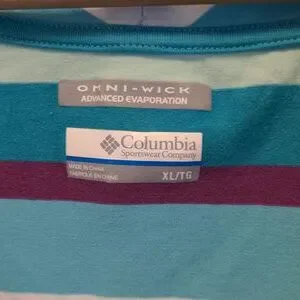 OMNI-WICK
ADVANCED EVAPORATION
Columbia
Sportswear Company
MADE IN CHINA
FABRIQUÉ EN CHINE
XL/TG